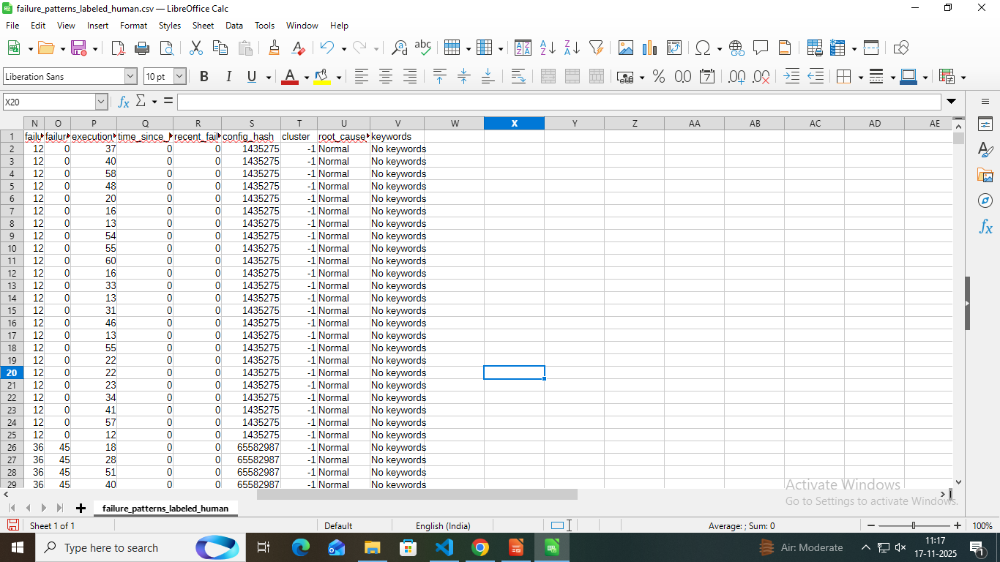 failure_patterns_labeled_human.csv — LibreOffice Calc
File Edit View Insert Format Styles Sheet Data Tools Window Help
Liberation Sans 10 pt B I U A % 0.0 7 .00 .00
X20 fx Σ =
N O P Q R S T U V W X Y Z AA AB AC AD AE
1 failu failur execution time_since_ recent_fail config_hash cluster root_cause keywords
2 12 0 37 0 0 1435275 -1 Normal No keywords
3 12 0 40 0 0 1435275 -1 Normal No keywords
4 12 0 58 0 0 1435275 -1 Normal No keywords
5 12 0 48 0 0 1435275 -1 Normal No keywords
6 12 0 20 0 0 1435275 -1 Normal No keywords
7 12 0 16 0 0 1435275 -1 Normal No keywords
8 12 0 13 0 0 1435275 -1 Normal No keywords
9 12 0 54 0 0 1435275 -1 Normal No keywords
10 12 0 55 0 0 1435275 -1 Normal No keywords
11 12 0 60 0 0 1435275 -1 Normal No keywords
12 12 0 16 0 0 1435275 -1 Normal No keywords
13 12 0 33 0 0 1435275 -1 Normal No keywords
14 12 0 13 0 0 1435275 -1 Normal No keywords
15 12 0 31 0 0 1435275 -1 Normal No keywords
16 12 0 46 0 0 1435275 -1 Normal No keywords
17 12 0 13 0 0 1435275 -1 Normal No keywords
18 12 0 55 0 0 1435275 -1 Normal No keywords
19 12 0 22 0 0 1435275 -1 Normal No keywords
20 12 0 22 0 0 1435275 -1 Normal No keywords
21 12 0 23 0 0 1435275 -1 Normal No keywords
22 12 0 34 0 0 1435275 -1 Normal No keywords
23 12 0 41 0 0 1435275 -1 Normal No keywords
24 12 0 57 0 0 1435275 -1 Normal No keywords
25 12 0 12 0 0 1435275 -1 Normal No keywords
26 36 45 18 0 0 65582987 -1 Normal No keywords
27 36 45 28 0 0 65582987 -1 Normal No keywords
28 36 45 51 0 0 65582987 -1 Normal No keywords
29 36 45 40 0 0 65582987 -1 Normal No keywords
Activate Windows
Go to Settings to activate Windows.
failure_patterns_labeled_human
Sheet 1 of 1 Default English (India) Average: ; Sum: 0 100%
Type here to search Air: Moderate 11:17
17-11-2025 1